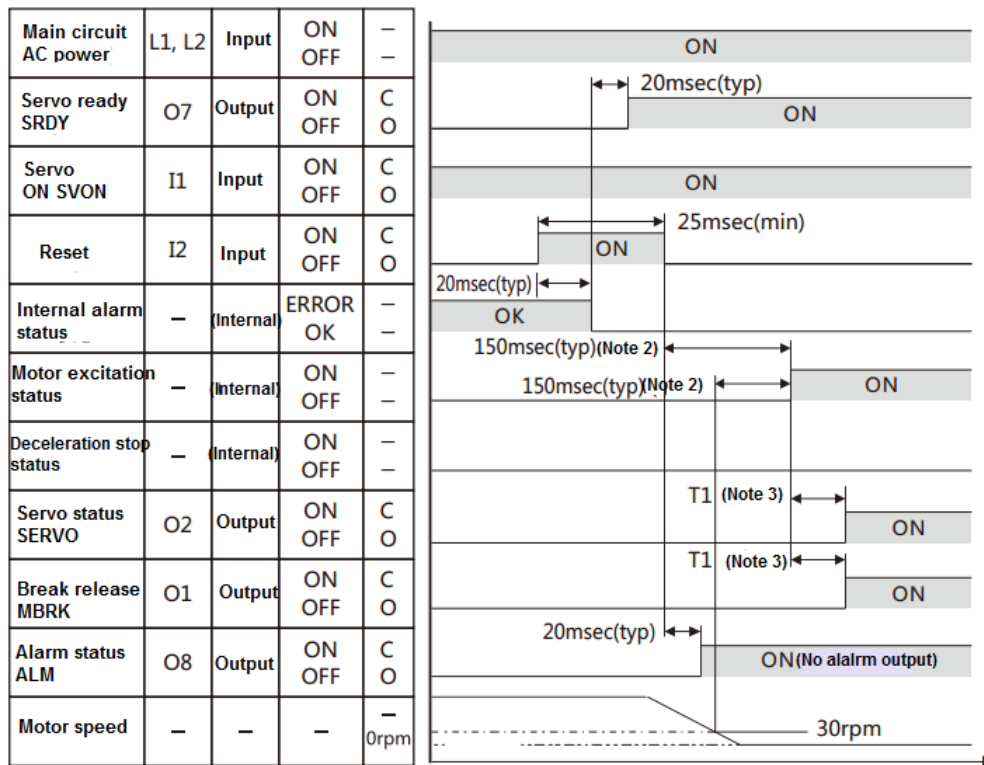 Main circuit
AC power
L1, L2
Input
ON
OFF
–
–
ON
Servo ready
SRDY
O7
Output
ON
OFF
C
O
20msec(typ)
ON
Servo
ON SVON
I1
Input
ON
OFF
C
O
ON
Reset
I2
Input
ON
OFF
C
O
25msec(min)
ON
20msec(typ)
Internal alarm
status
–
(Internal)
ERROR
OK
–
–
OK
150msec(typ)(Note 2)
Motor excitation
status
–
(Internal)
ON
OFF
–
–
150msec(typ)(Note 2)
ON
Deceleration stop
status
–
(Internal)
ON
OFF
–
–
Servo status
SERVO
O2
Output
ON
OFF
C
O
T1 (Note 3)
ON
Break release
MBRK
O1
Output
ON
OFF
C
O
T1 (Note 3)
ON
Alarm status
ALM
O8
Output
ON
OFF
C
O
20msec(typ)
ON(No alalrm output)
Motor speed
–
–
–
–
0rpm
30rpm